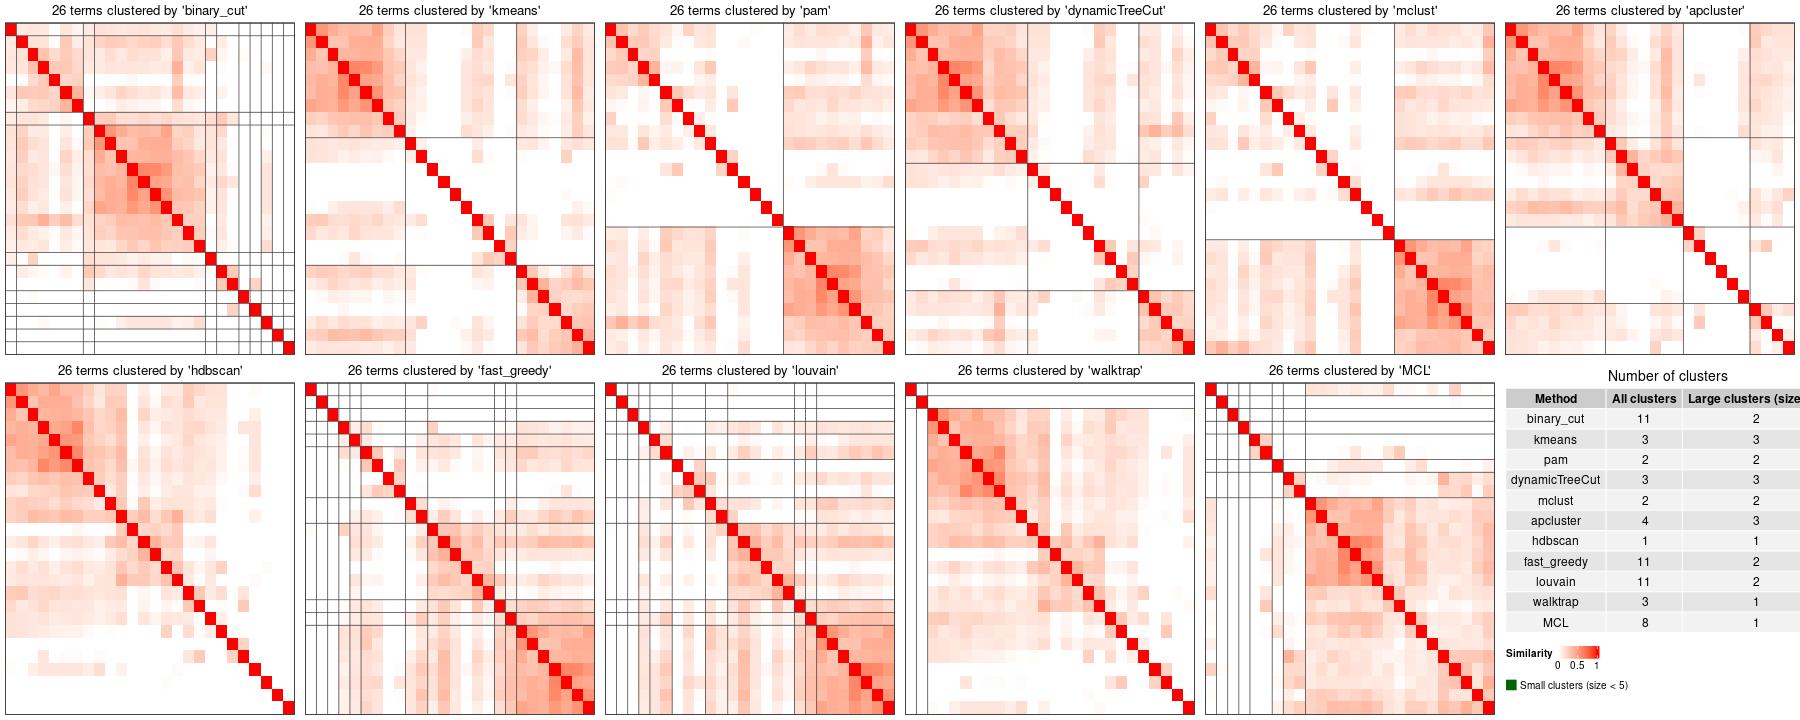 26 terms clustered by 'binary_cut'
26 terms clustered by 'kmeans'
26 terms clustered by 'pam'
26 terms clustered by 'dynamicTreeCut'
26 terms clustered by 'mclust'
26 terms clustered by 'apcluster'
26 terms clustered by 'hdbscan'
26 terms clustered by 'fast_greedy'
26 terms clustered by 'louvain'
26 terms clustered by 'walktrap'
26 terms clustered by 'MCL'
Number of clusters
Method All clusters Large clusters (size
binary_cut 11 2
kmeans 3 3
pam 2 2
dynamicTreeCut 3 3
mclust 2 2
apcluster 4 3
hdbscan 1 1
fast_greedy 11 2
louvain 11 2
walktrap 3 1
MCL 8 1
Similarity
0 0.5 1
Small clusters (size < 5)